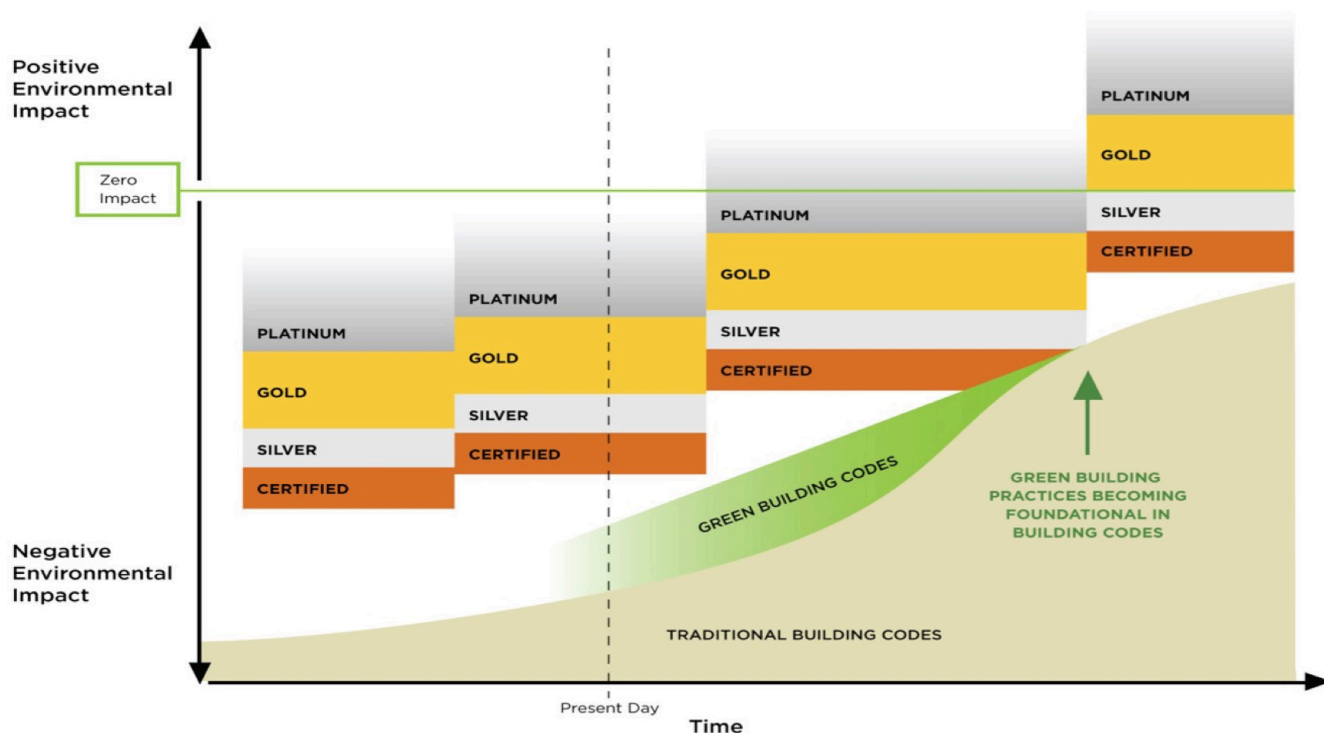 Positive
Environmental
Impact
Zero
Impact
PLATINUM
GOLD
SILVER
CERTIFIED
PLATINUM
GOLD
SILVER
CERTIFIED
PLATINUM
GOLD
SILVER
CERTIFIED
PLATINUM
GOLD
SILVER
CERTIFIED
GREEN BUILDING CODES
GREEN BUILDING
PRACTICES BECOMING
FOUNDATIONAL IN
BUILDING CODES
Negative
Environmental
Impact
TRADITIONAL BUILDING CODES
Present Day
Time